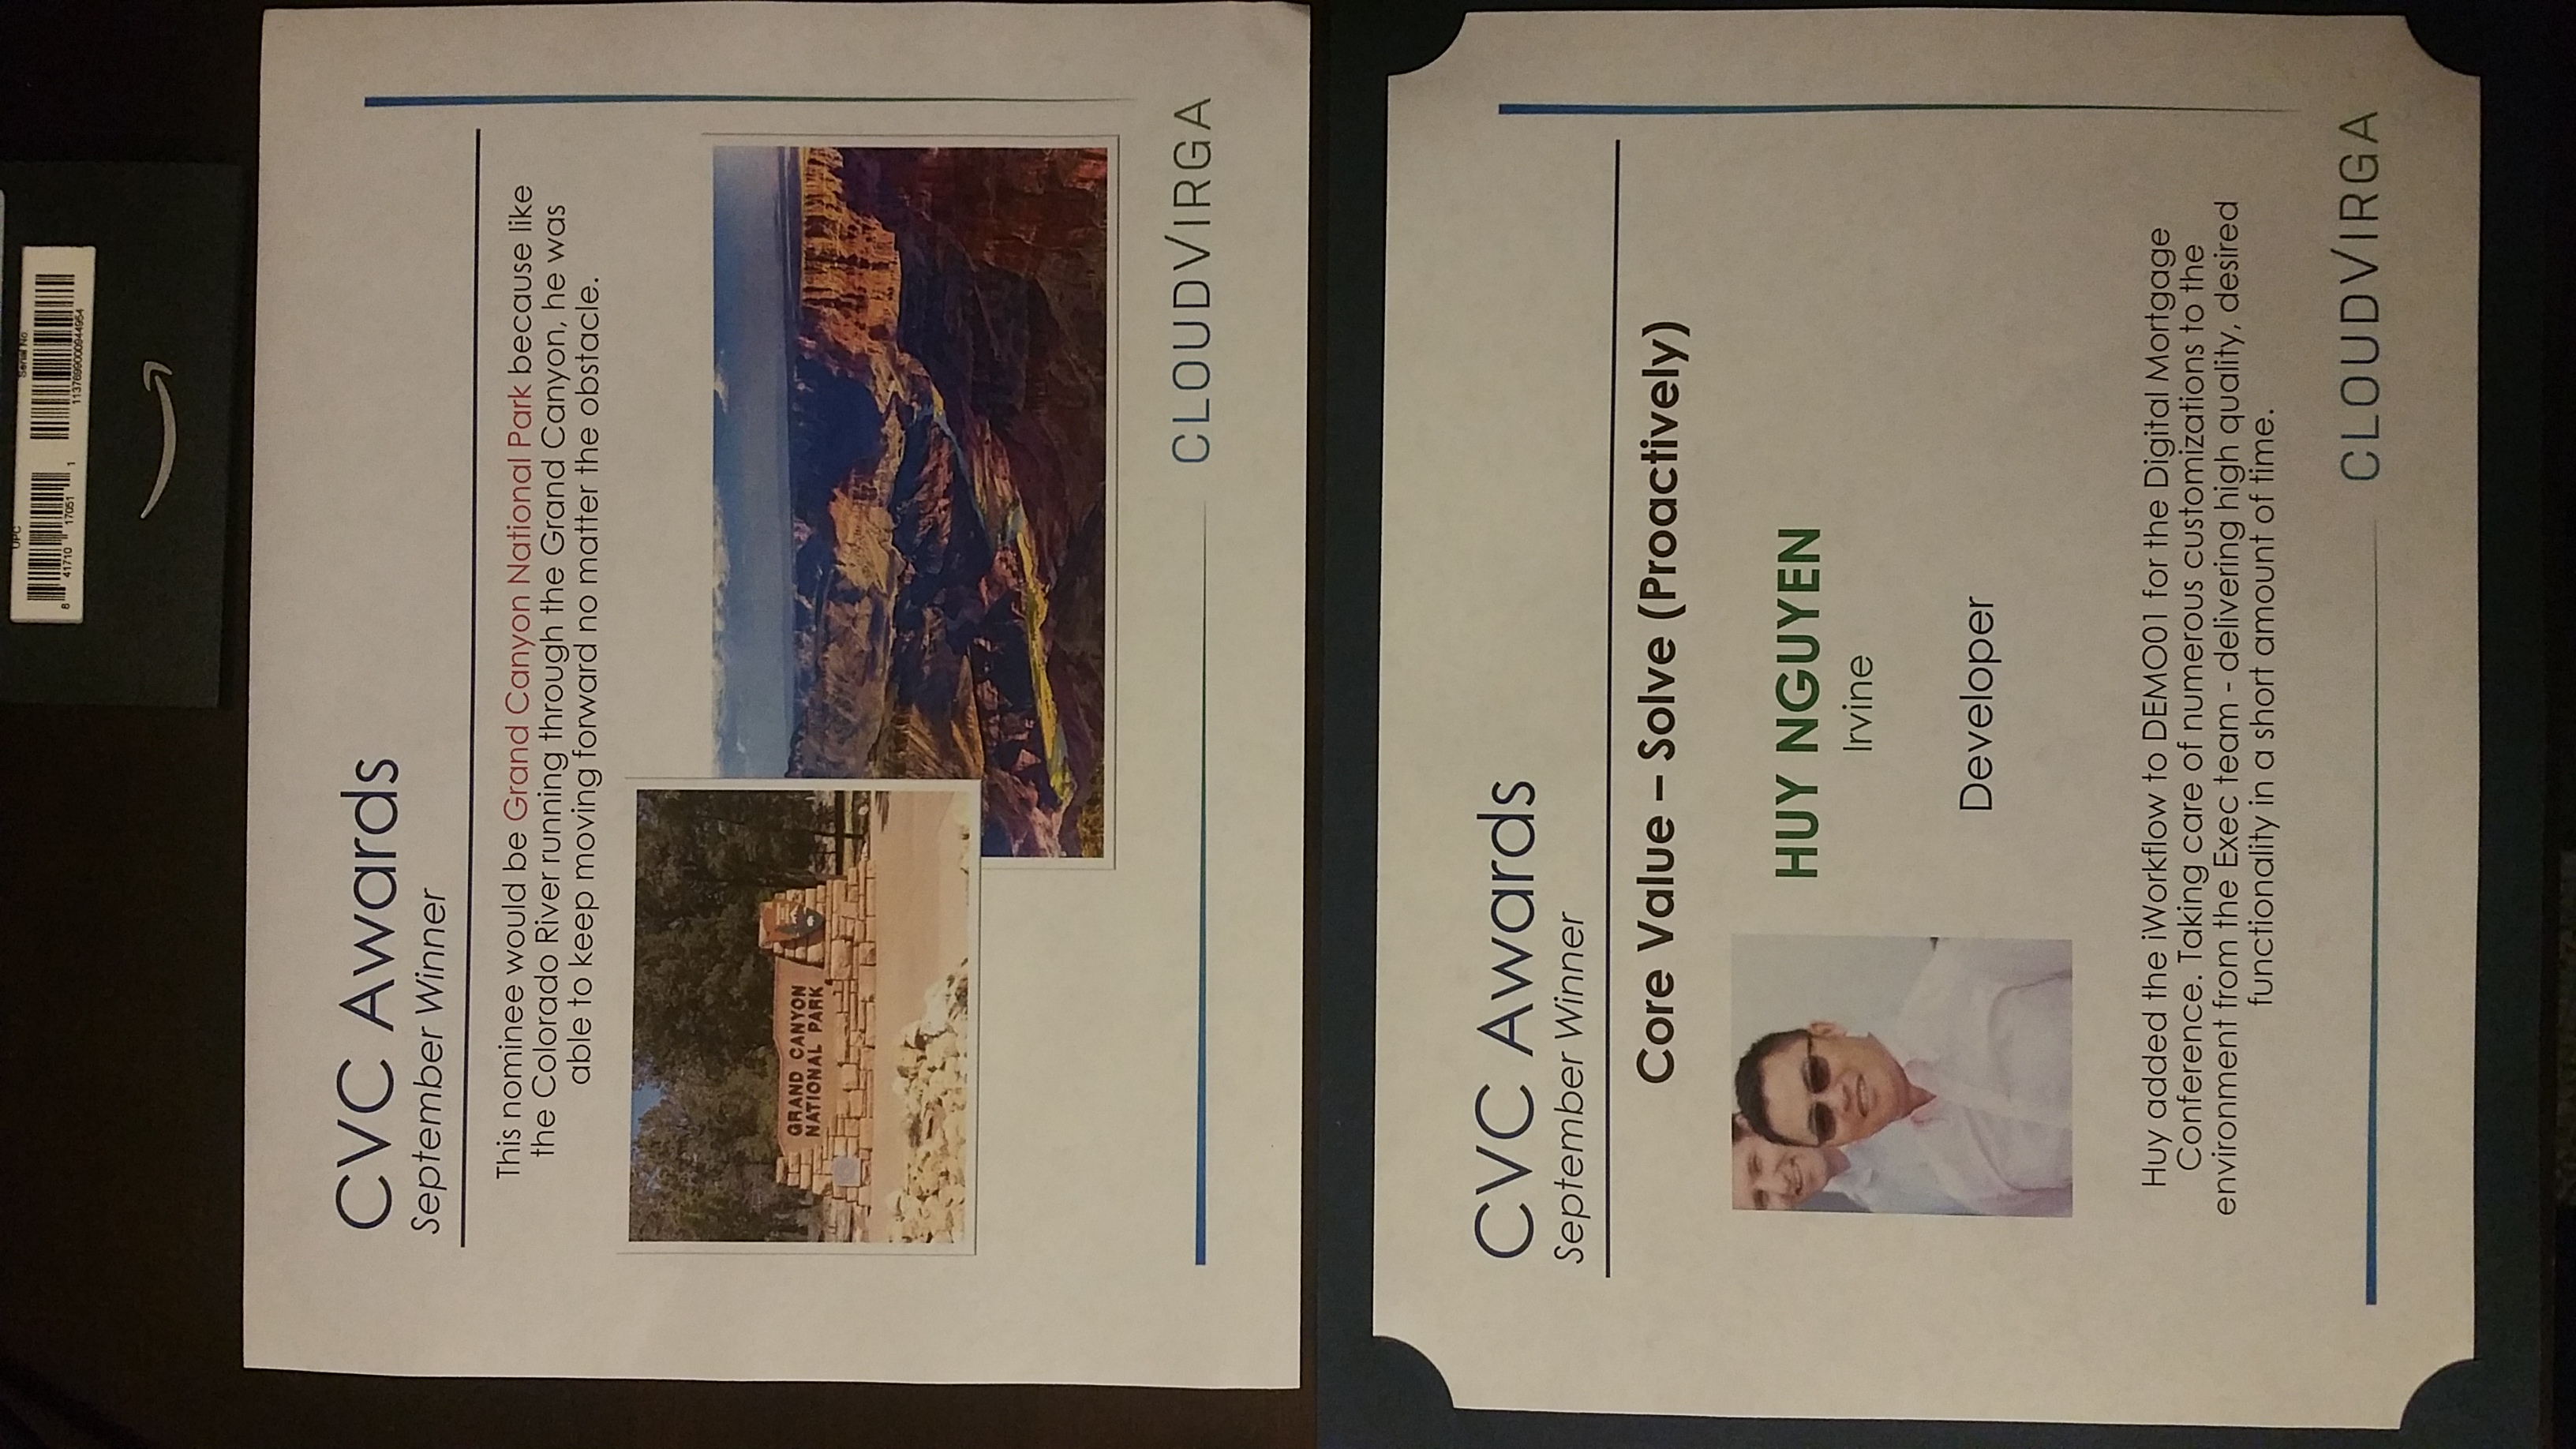 UPC
Serial No
8 41710 17051 1
1137699000944954
CVC Awards
September Winner
This nominee would be Grand Canyon National Park because like
the Colorado River running through the Grand Canyon, he was
able to keep moving forward no matter the obstacle.
GRAND CANYON
NATIONAL PARK
CLOUDVIRGA
CVC Awards
September Winner
Core Value – Solve (Proactively)
HUY NGUYEN
Irvine
Developer
Huy added the iWorkflow to DEMO01 for the Digital Mortgage
Conference. Taking care of numerous customizations to the
environment from the Exec team - delivering high quality, desired
functionality in a short amount of time.
CLOUDVIRGA